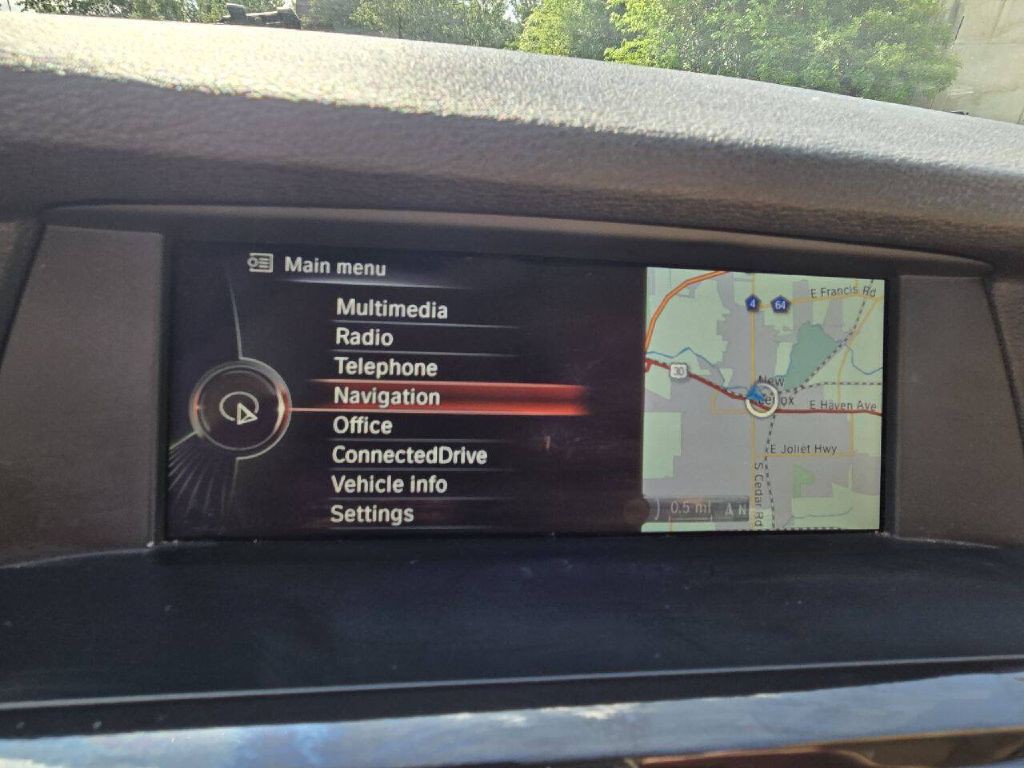 Main menu
Multimedia
Radio
Telephone
Navigation
Office
ConnectedDrive
Vehicle info
Settings
4
64
E Francis Rd
30
New
Lenox
E Haven Ave
E Joliet Hwy
S Cedar Rd
0.5 mi
N